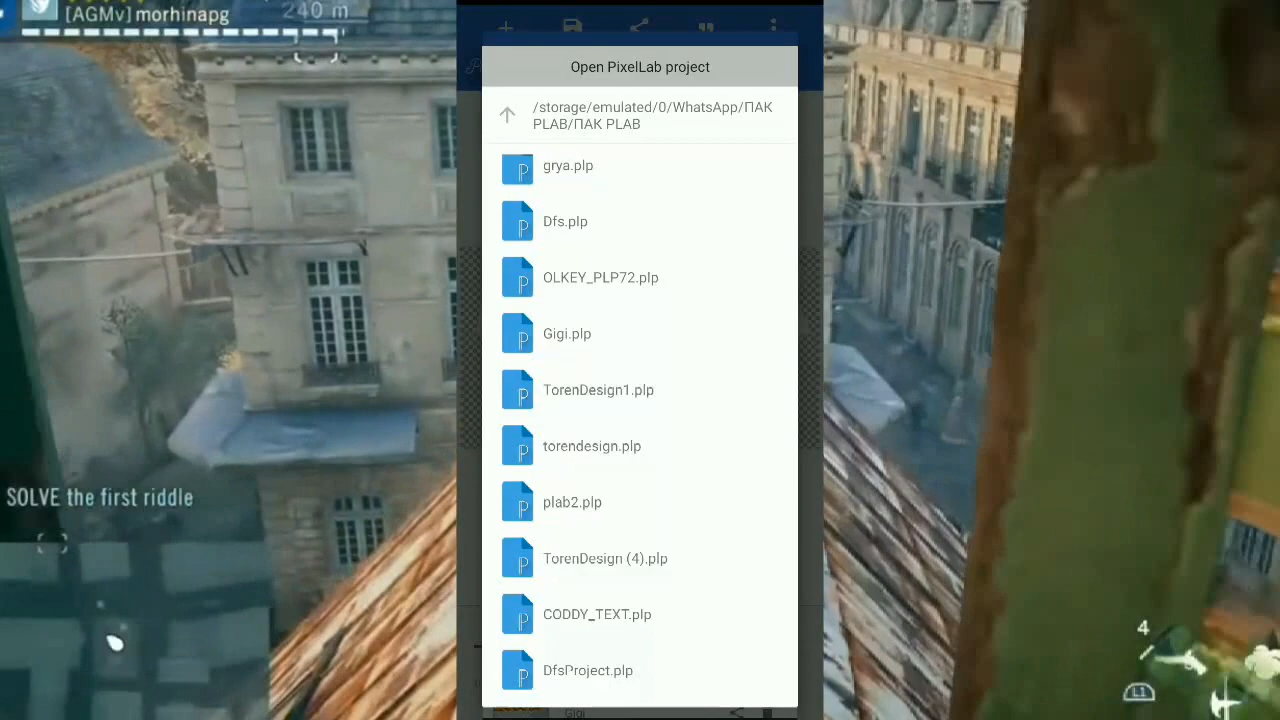 [AGMv] morhinapg
240 m
SOLVE the first riddle
Open PixelLab project
/storage/emulated/0/WhatsApp/ПАК
PLAB/ПАК PLAB
grya.plp
Dfs.plp
OLKEY_PLP72.plp
Gigi.plp
TorenDesign1.plp
torendesign.plp
plab2.plp
TorenDesign (4).plp
CODDY_TEXT.plp
DfsProject.plp
Gigi
4
L1